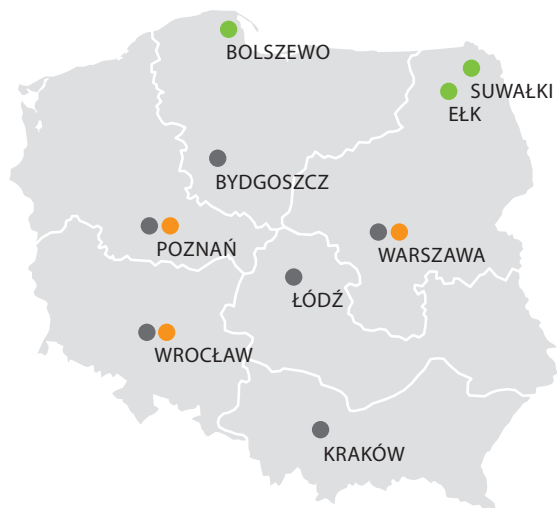 BOLSZEWO
SUWAŁKI
EŁK
BYDGOSZCZ
POZNAŃ
WARSZAWA
ŁÓDŹ
WROCŁAW
KRAKÓW